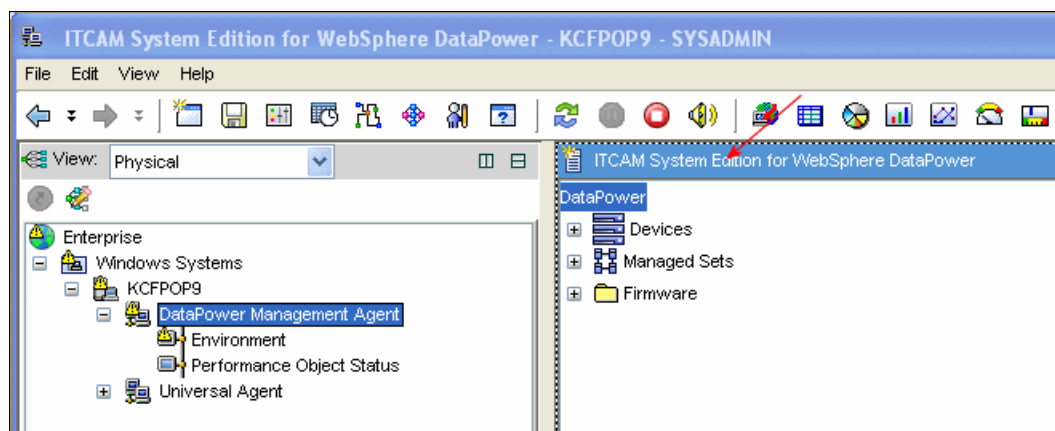 ITCAM System Edition for WebSphere DataPower - KCFPOP9 - SYSADMIN
File Edit View Help
View: Physical
ITCAM System Edition for WebSphere DataPower
Enterprise
Windows Systems
KCFPOP9
DataPower Management Agent
Environment
Performance Object Status
Universal Agent
DataPower
Devices
Managed Sets
Firmware